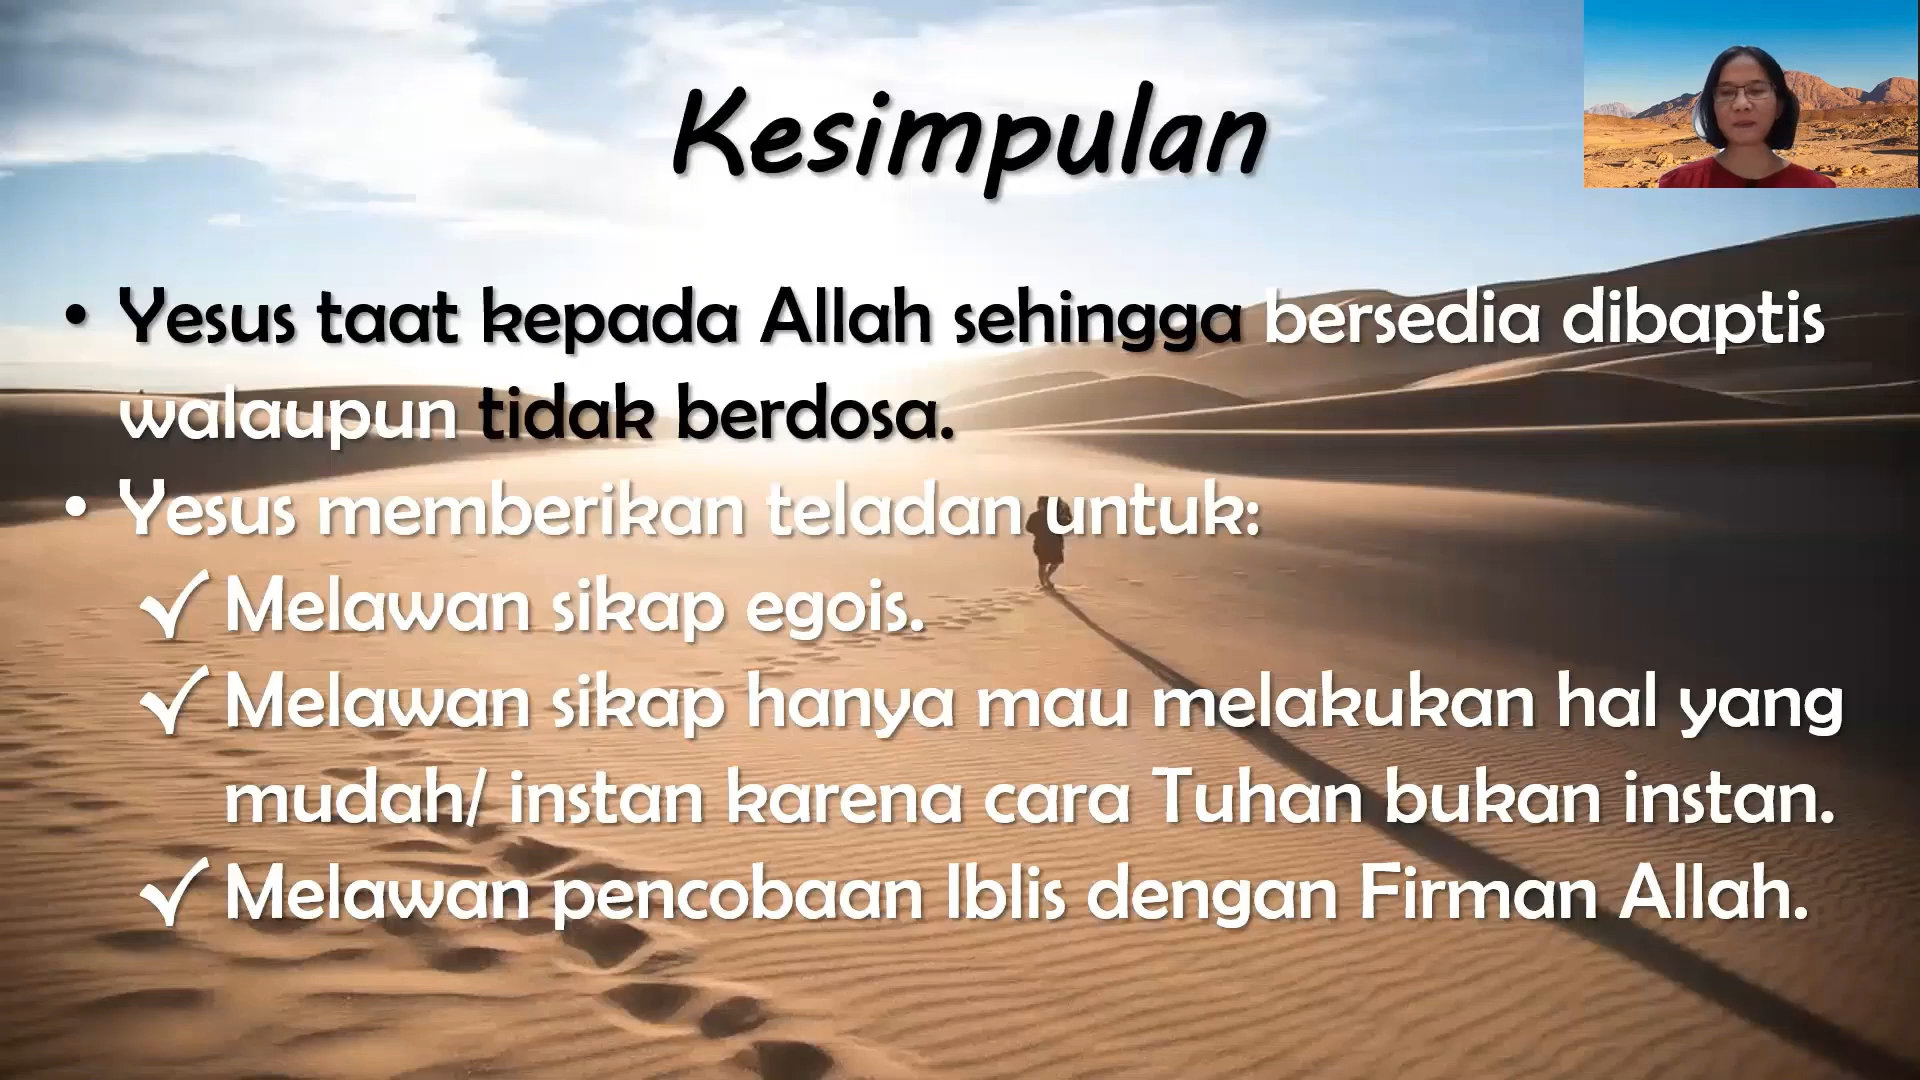 Kesimpulan
• Yesus taat kepada Allah sehingga bersedia dibaptis
walaupun tidak berdosa.
• Yesus memberikan teladan untuk:
✓ Melawan sikap egois.
✓ Melawan sikap hanya mau melakukan hal yang
mudah/ instan karena cara Tuhan bukan instan.
✓ Melawan pencobaan Iblis dengan Firman Allah.